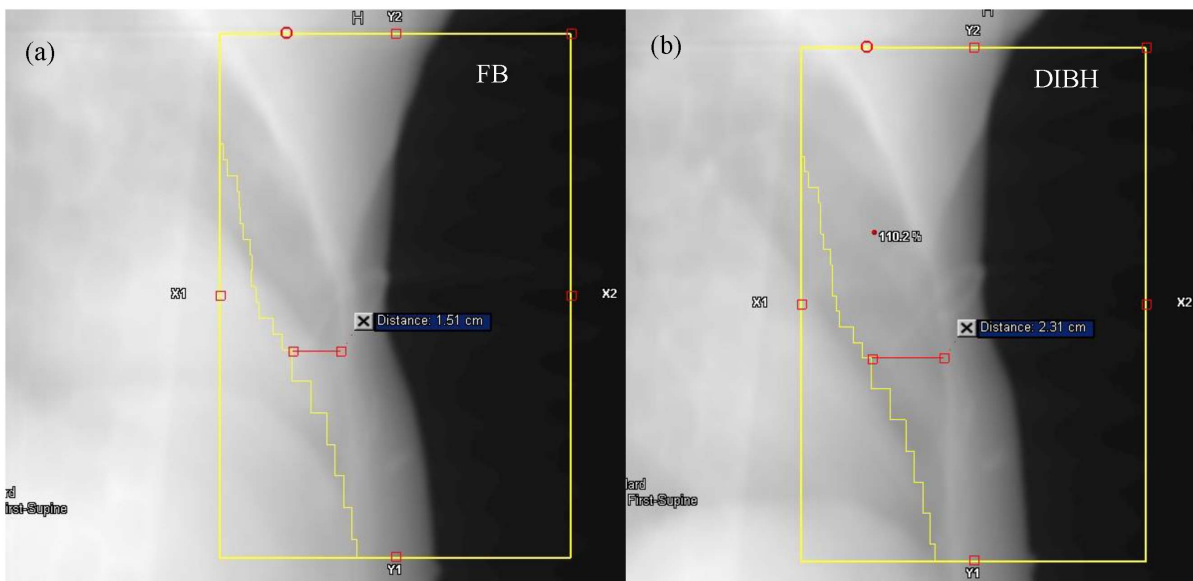 (a)
H
Y2
FB
X1
X2
Distance: 1.51 cm
rd
irst-Supine
Y1
(b)
H
Y2
DIBH
110.2 %
X1
X2
Distance: 2.31 cm
lard
First-Supine
Y1